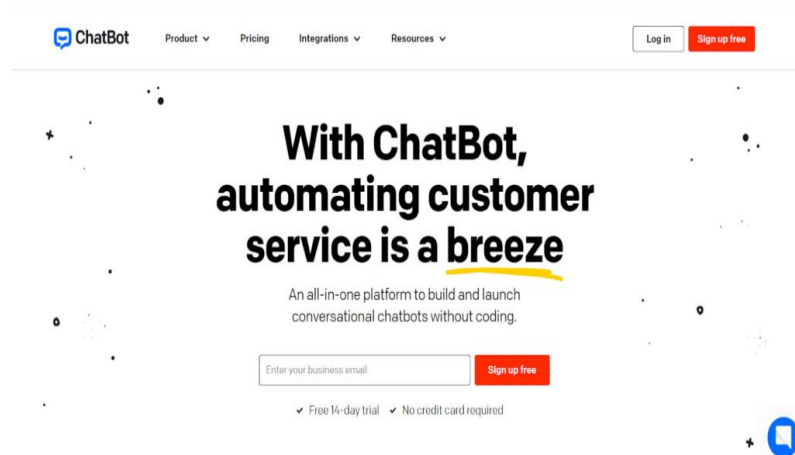 ChatBot
Product
Pricing
Integrations
Resources
Log in
Sign up free
With ChatBot,
automating customer
service is a breeze
An all-in-one platform to build and launch
conversational chatbots without coding.
Enter your business email
Sign up free
Free 14-day trial
No credit card required